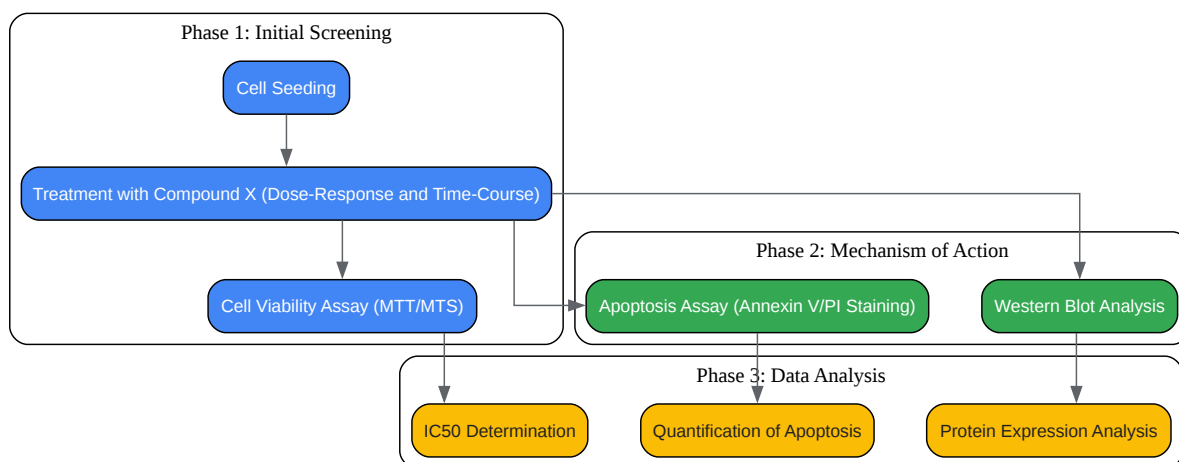 Phase 1: Initial Screening
Cell Seeding
Treatment with Compound X (Dose-Response and Time-Course)
Cell Viability Assay (MTT/MTS)
Phase 2: Mechanism of Action
Apoptosis Assay (Annexin V/PI Staining)
Western Blot Analysis
Phase 3: Data Analysis
IC50 Determination
Quantification of Apoptosis
Protein Expression Analysis